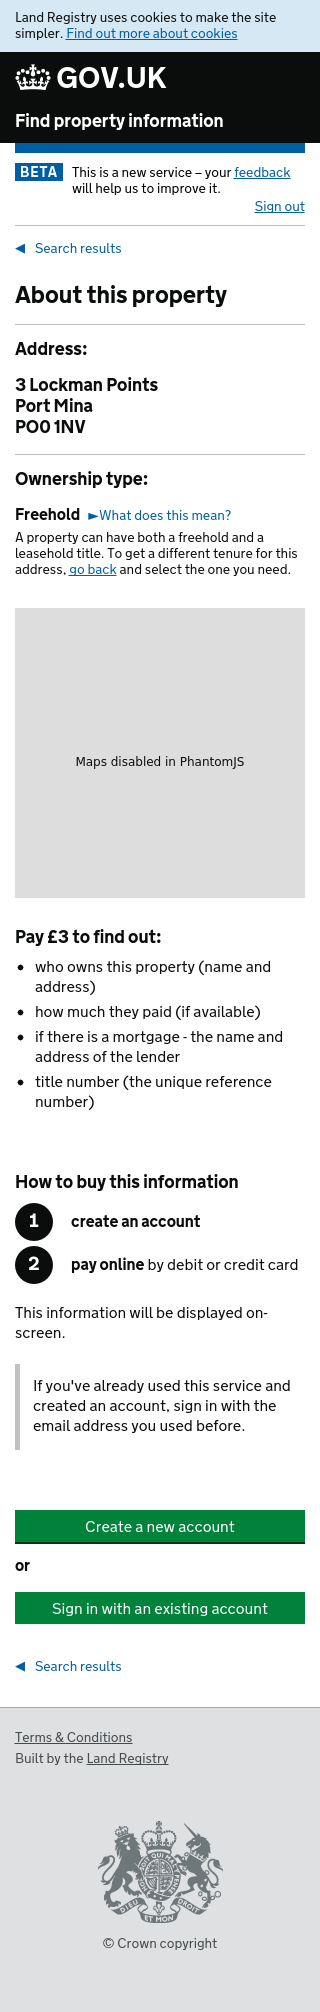 Land Registry uses cookies to make the site
simpler. Find out more about cookies
GOV.UK
Find property information
BETA This is a new service – your feedback
will help us to improve it.
Sign out
Search results
About this property
Address:
3 Lockman Points
Port Mina
PO0 1NV
Ownership type:
Freehold ►What does this mean?
A property can have both a freehold and a
leasehold title. To get a different tenure for this
address, go back and select the one you need.
Maps disabled in PhantomJS
Pay £3 to find out:
• who owns this property (name and
address)
• how much they paid (if available)
• if there is a mortgage - the name and
address of the lender
• title number (the unique reference
number)
How to buy this information
1 create an account
2 pay online by debit or credit card
This information will be displayed on-
screen.
If you've already used this service and
created an account, sign in with the
email address you used before.
Create a new account
or
Sign in with an existing account
Search results
Terms & Conditions
Built by the Land Registry
DIEU ET MON DROIT
© Crown copyright